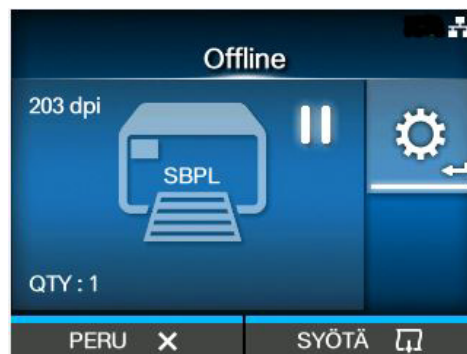 Offline
203 dpi
SBPL
QTY : 1
PERU
SYÖTÄ